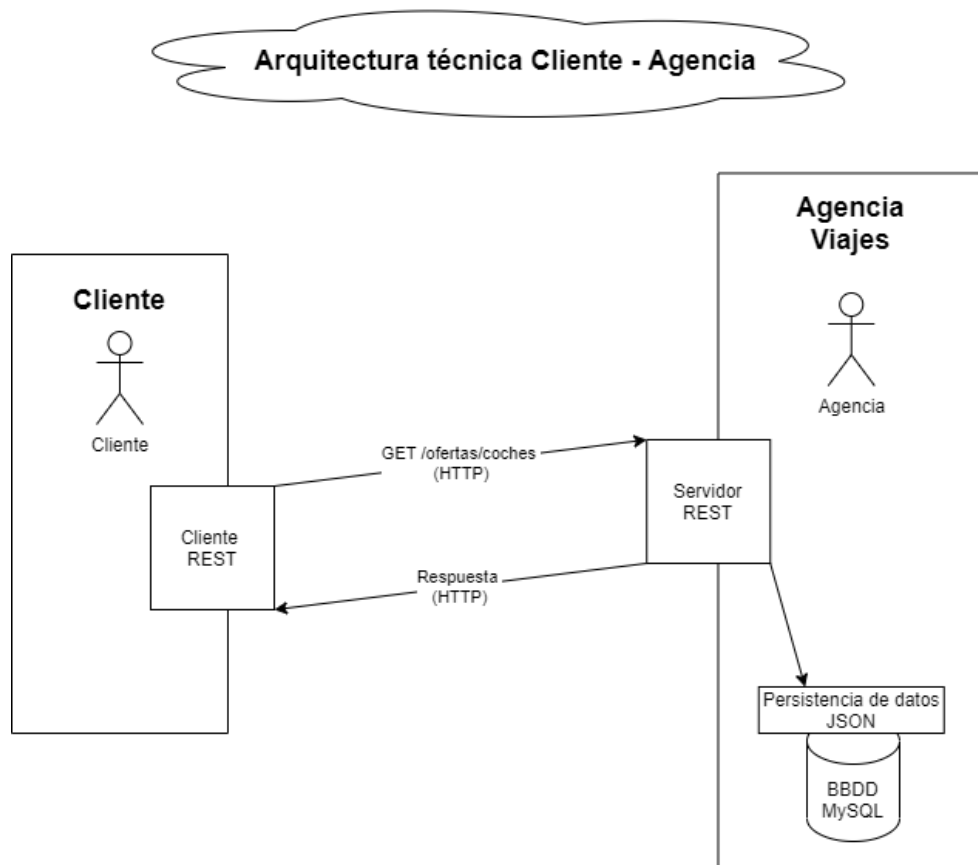 Arquitectura técnica Cliente - Agencia
Agencia
Viajes
Cliente
Cliente
Agencia
GET /ofertas/coches
(HTTP)
Servidor
REST
Cliente
REST
Respuesta
(HTTP)
Persistencia de datos
JSON
BBDD
MySQL